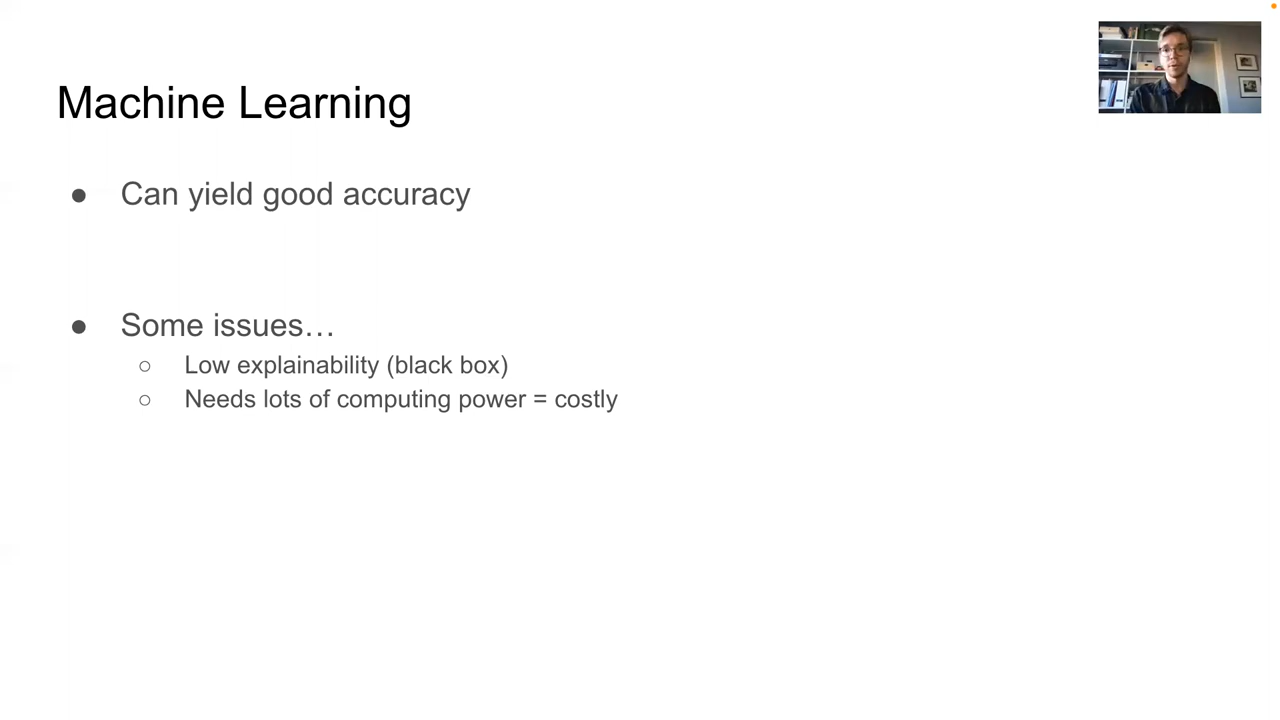 Machine Learning
● Can yield good accuracy
● Some issues…
○ Low explainability (black box)
○ Needs lots of computing power = costly